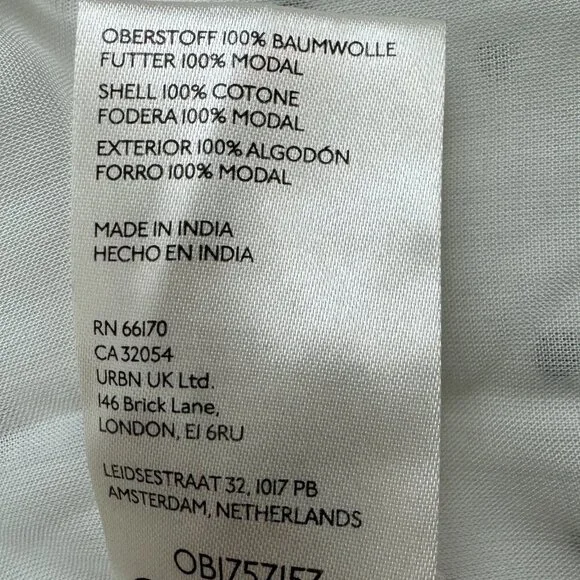 OBERSTOFF 100% BAUMWOLLE
FUTTER 100% MODAL
SHELL 100% COTONE
FODERA 100% MODAL
EXTERIOR 100% ALGODÓN
FORRO 100% MODAL
MADE IN INDIA
HECHO EN INDIA
RN 66170
CA 32054
URBN UK Ltd.
146 Brick Lane,
LONDON, E1 6RU
LEIDSESTRAAT 32, 1017 PB
AMSTERDAM, NETHERLANDS